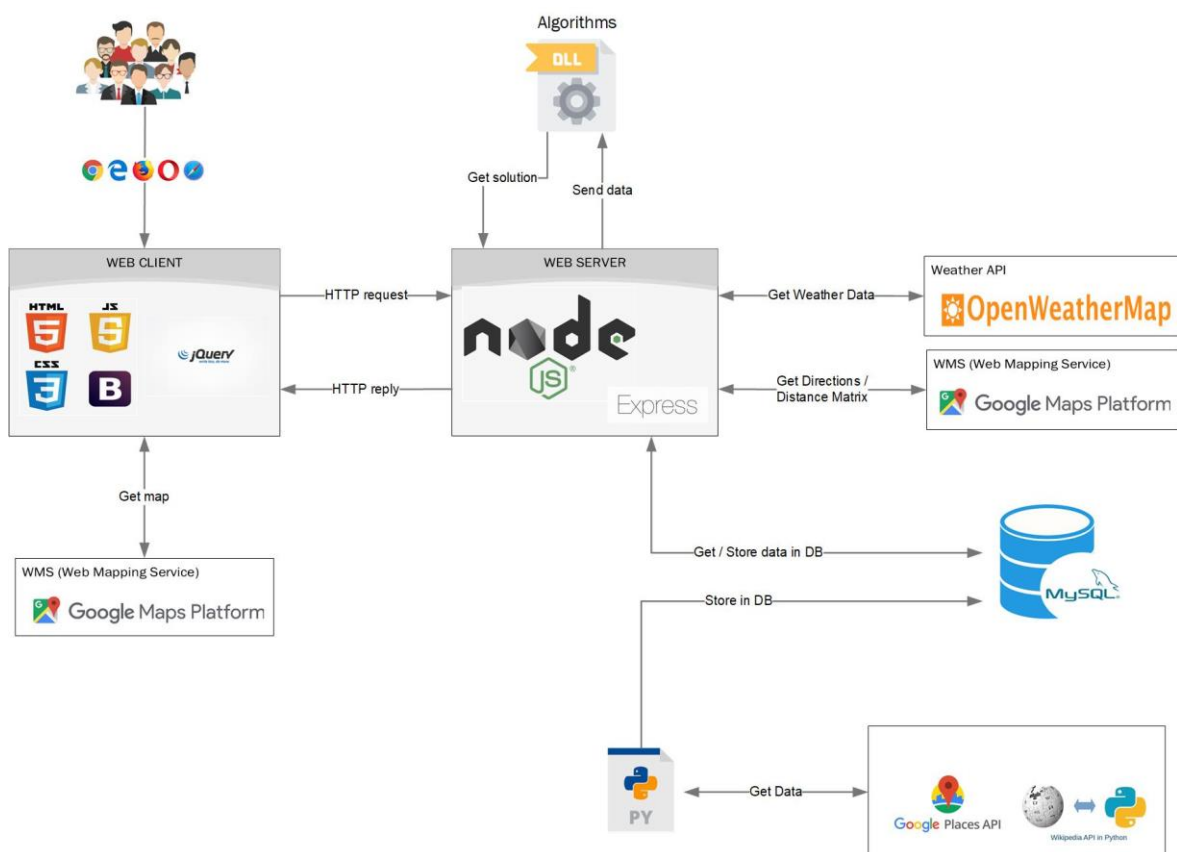 Algorithms
DLL
Get solution
Send data
WEB CLIENT
HTML
5
JS
5
CSS
3
B
jQuery
HTTP request
HTTP reply
WEB SERVER
node
JS®
Express
Get Weather Data
Weather API
OpenWeatherMap
Get Directions /
Distance Matrix
WMS (Web Mapping Service)
Google Maps Platform
Get map
WMS (Web Mapping Service)
Google Maps Platform
Get / Store data in DB
MySQL®
Store in DB
PY
Get Data
Google Places API
Wikipedia API in Python